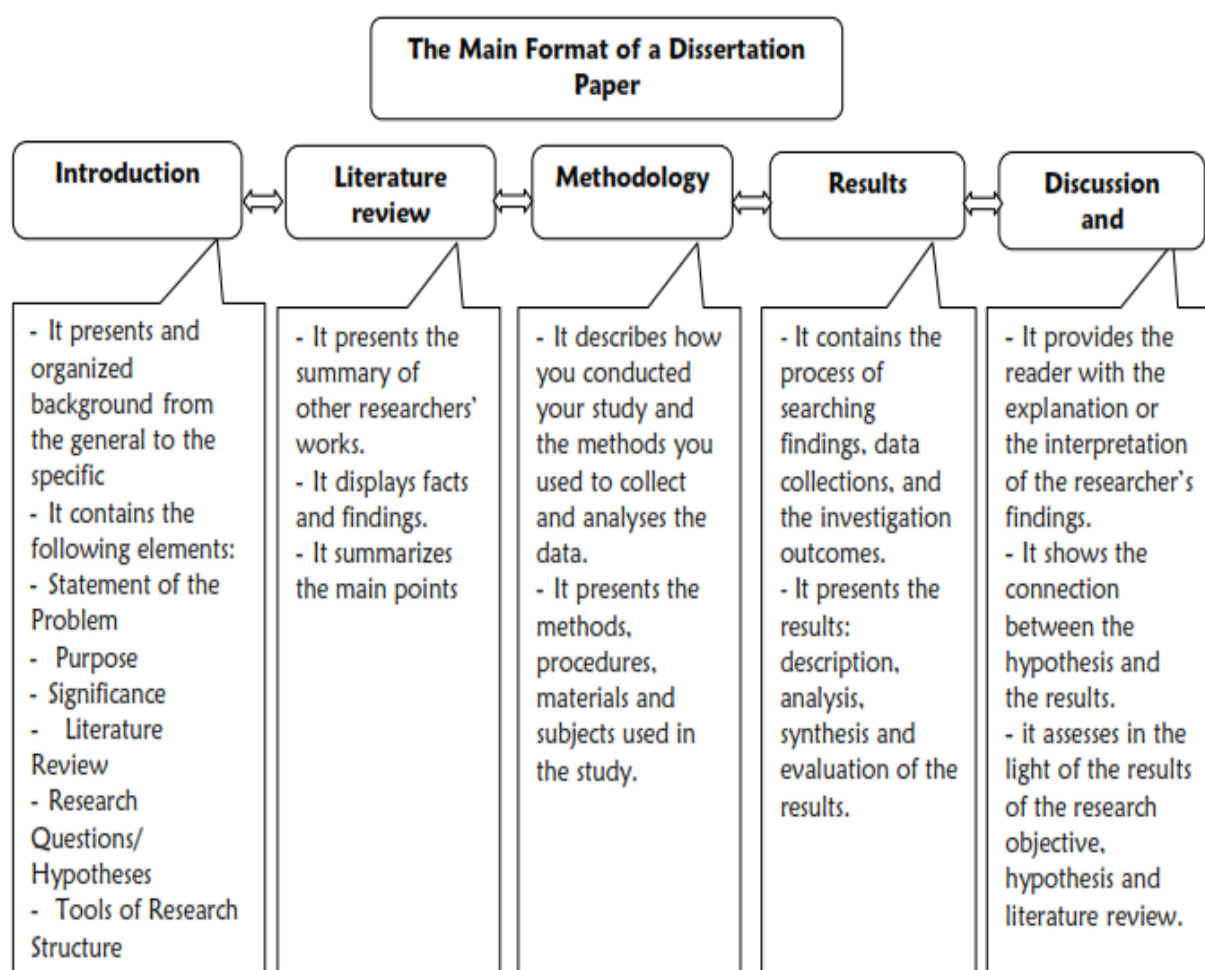 The Main Format of a Dissertation
Paper
Introduction
Literature
review
Methodology
Results
Discussion
and
- It presents and
organized
background from
the general to the
specific
- It contains the
following elements:
- Statement of the
Problem
- Purpose
- Significance
- Literature
Review
- Research
Questions/
Hypotheses
- Tools of Research
Structure
- It presents the
summary of
other researchers'
works.
- It displays facts
and findings.
- It summarizes
the main points
- It describes how
you conducted
your study and
the methods you
used to collect
and analyses the
data.
- It presents the
methods,
procedures,
materials and
subjects used in
the study.
- It contains the
process of
searching
findings, data
collections, and
the investigation
outcomes.
- It presents the
results:
description,
analysis,
synthesis and
evaluation of the
results.
- It provides the
reader with the
explanation or
the interpretation
of the researcher's
findings.
- It shows the
connection
between the
hypothesis and
the results.
- it assesses in the
light of the results
of the research
objective,
hypothesis and
literature review.